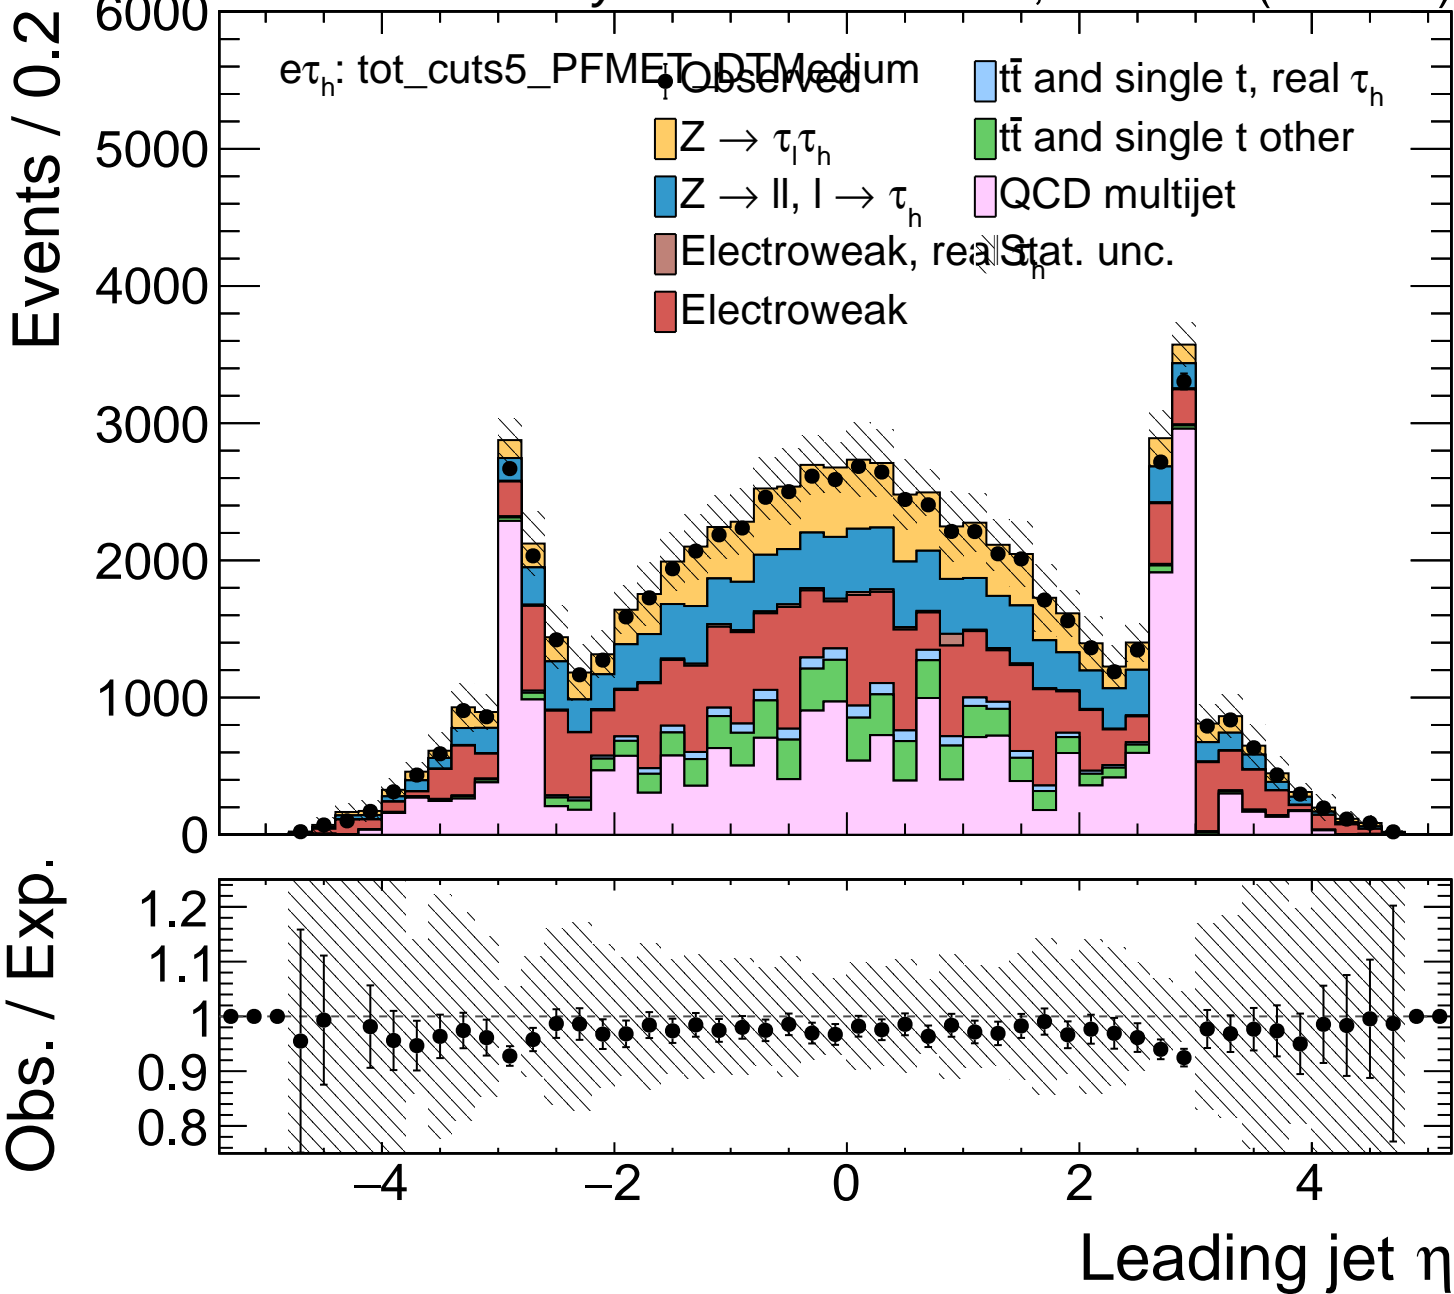 6000
eτh: tot_cuts5_PFMET_DTMedium
Observed
Z → τlτh
Z → ll, l → τh
Electroweak, real τh
Electroweak
tt̄ and single t, real τh
tt̄ and single t other
QCD multijet
Stat. unc.
Events / 0.2
5000
4000
3000
2000
1000
0
Obs. / Exp.
1.2
1.1
1
0.9
0.8
−4 −2 0 2 4
Leading jet η